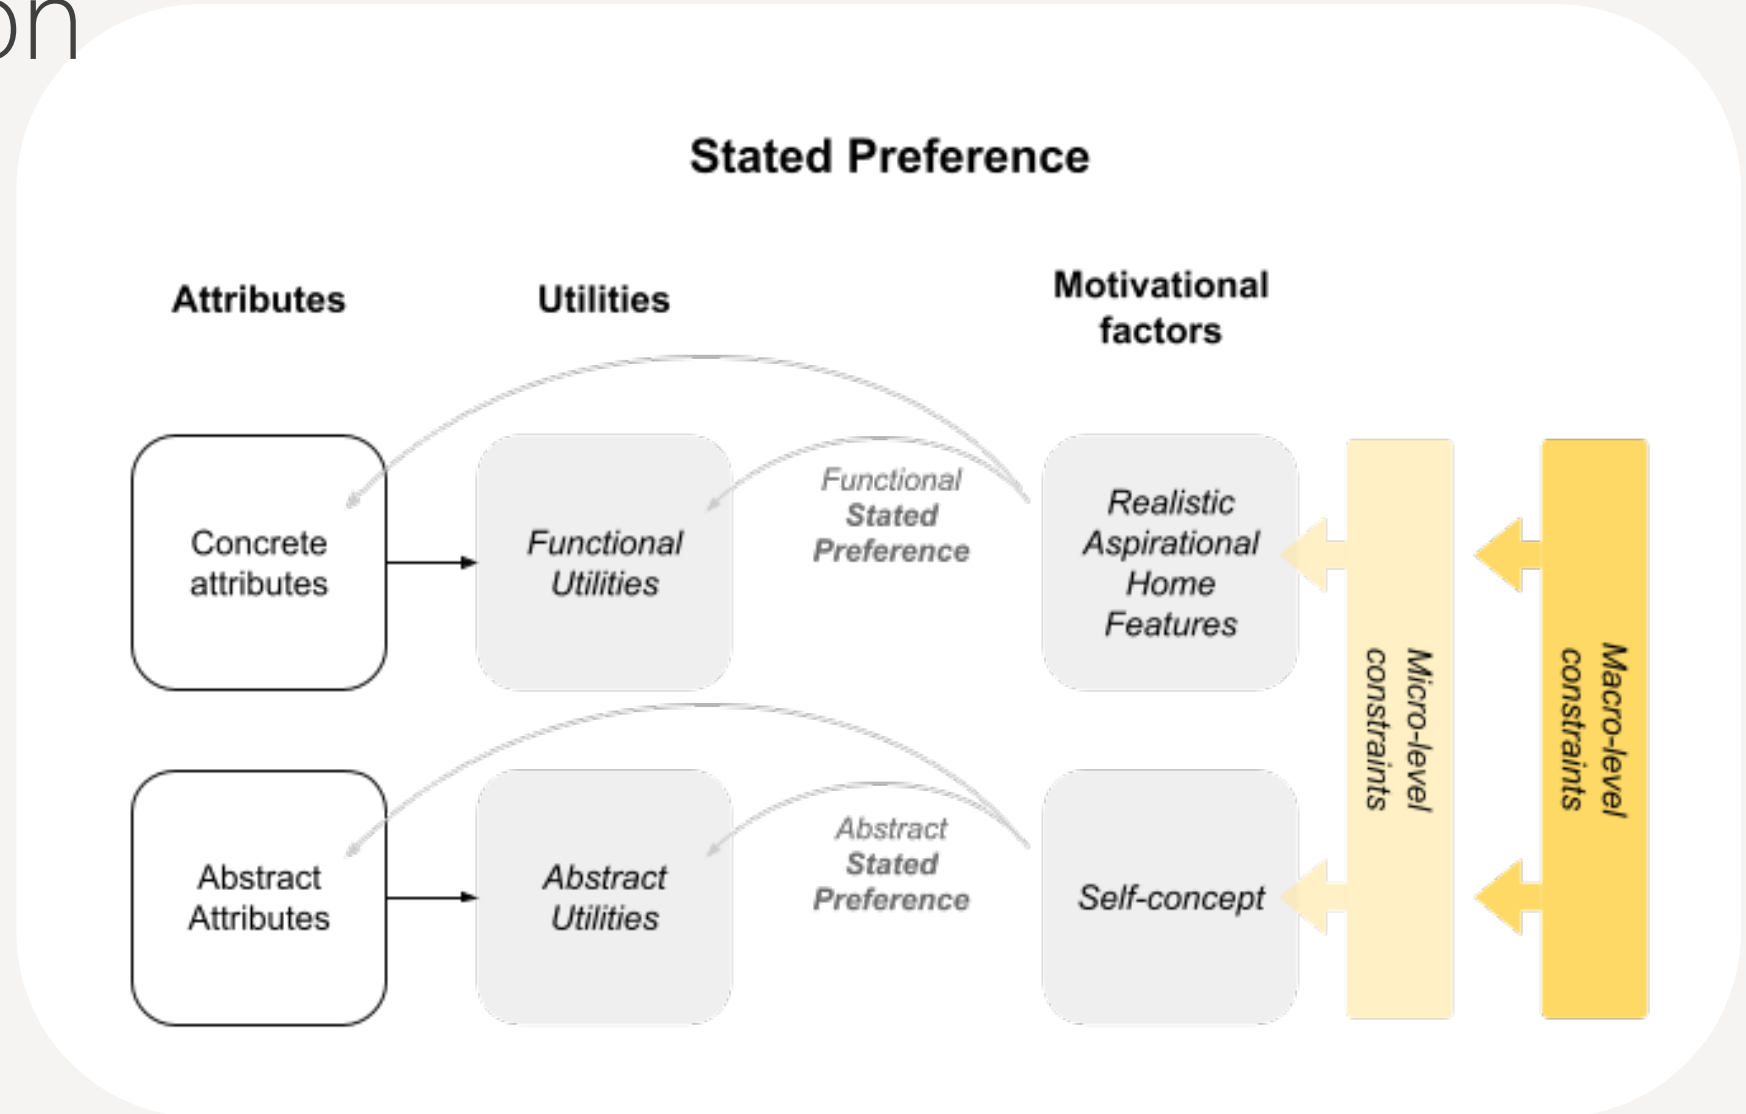 on
Stated Preference
Attributes
Utilities
Motivational
factors
Concrete
attributes
Functional
Utilities
Functional
Stated
Preference
Realistic
Aspirational
Home
Features
Abstract
Attributes
Abstract
Utilities
Abstract
Stated
Preference
Self-concept
Micro-level
constraints
Macro-level
constraints